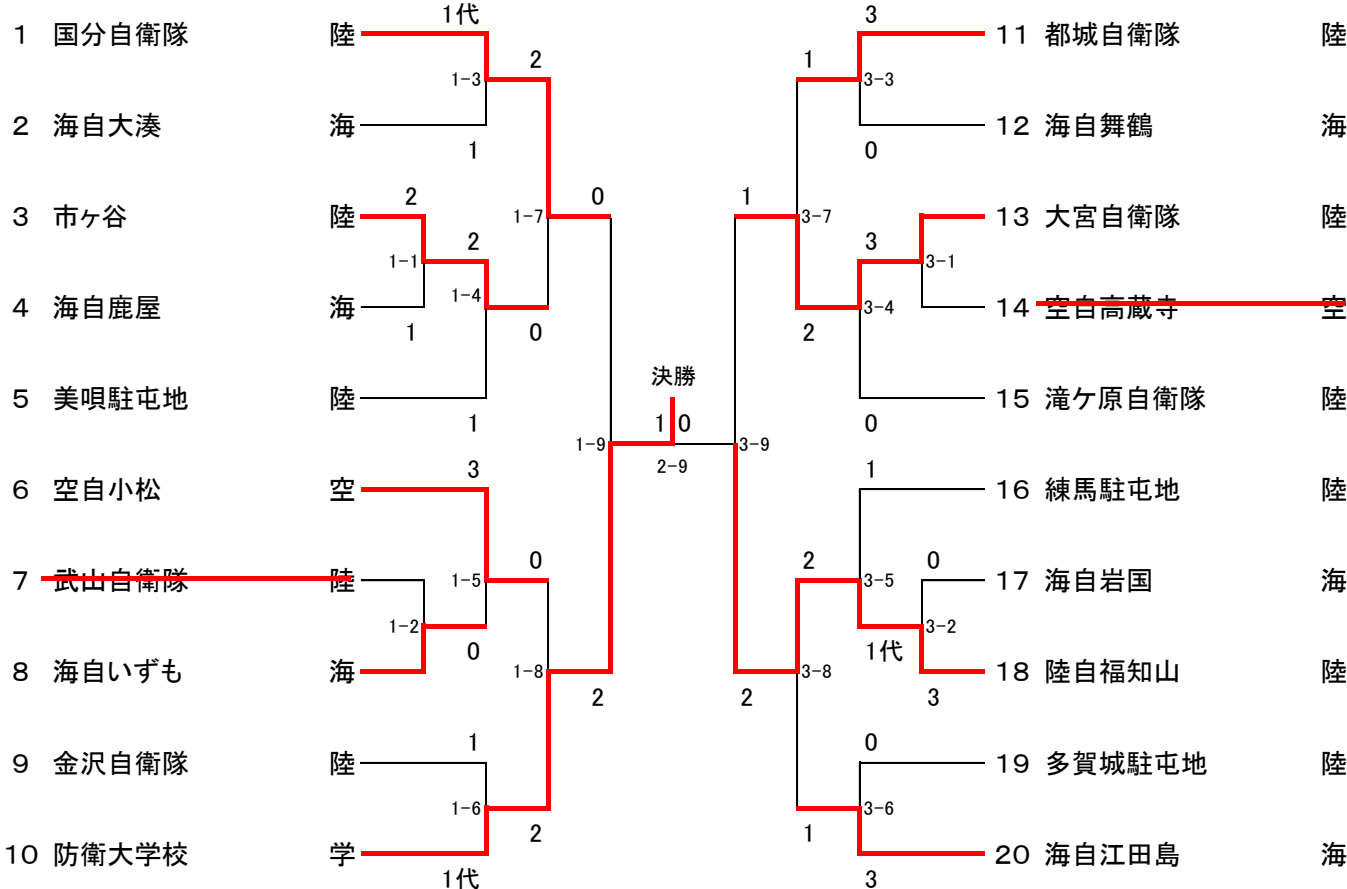 1代
1 国分自衛隊 陸
1-3
2
2 海自大湊 海
1
3 市ヶ谷 陸
2
1-1
2
1-7
0
4 海自鹿屋 海
1
1-4
0
5 美唄駐屯地 陸
1
1-9
6 空自小松 空
3
7 武山自衛隊 陸
1-5
0
1-2
8 海自いずも 海
0
1-8
2
9 金沢自衛隊 陸
1
1-6
2
10 防衛大学校 学
1代
決勝
1 0
2-9
3
11 都城自衛隊 陸
1
3-3
12 海自舞鶴 海
0
1
3-7
13 大宮自衛隊 陸
3
3-1
14 空自高蔵寺 空
3-4
2
15 滝ケ原自衛隊 陸
0
3-9
1
16 練馬駐屯地 陸
2
3-5
0
17 海自岩国 海
3-2
1代
18 陸自福知山 陸
3
3-8
2
0
19 多賀城駐屯地 陸
3-6
1
20 海自江田島 海
3